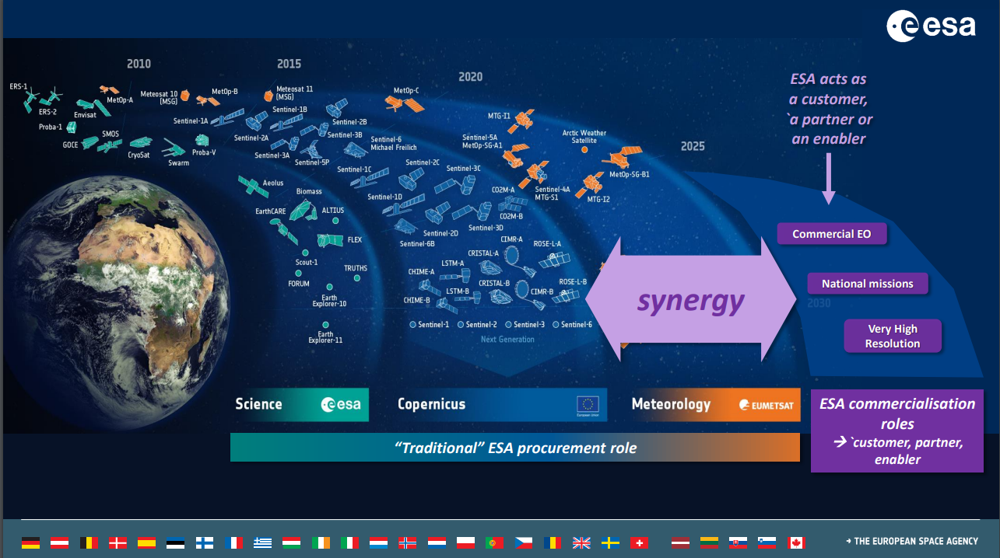 esa
2010
2015
2020
2025
2030
ESA acts as
a customer,
`a partner or
an enabler
ERS-1
ERS-2
Envisat
MetOp-A
Meteosat 10
(MSG)
MetOp-B
Meteosat 11
(MSG)
MetOp-C
Proba-1
GOCE
SMOS
CryoSat
Swarm
Proba-V
Sentinel-1A
Sentinel-1B
Sentinel-2A
Sentinel-2B
Sentinel-3A
Sentinel-3B
Sentinel-5P
Sentinel-6
Michael Freilich
MTG-I1
Sentinel-5A
MetOp-SG-A1
Arctic Weather
Satellite
MetOp-SG-B1
Sentinel-4A
MTG-S1
MTG-I2
Sentinel-1C
Sentinel-2C
Sentinel-3C
Sentinel-1D
Sentinel-2D
Sentinel-3D
Sentinel-6B
CO2M-A
CO2M-B
Aeolus
Biomass
EarthCARE
ALTIUS
FLEX
Scout-1
FORUM
TRUTHS
Earth
Explorer-10
Earth
Explorer-11
CIMR-A
ROSE-L-A
CRISTAL-A
LSTM-A
CHIME-A
CRISTAL-B
CIMR-B
ROSE-L-B
LSTM-B
CHIME-B
Sentinel-1
Sentinel-2
Sentinel-3
Sentinel-6
Next Generation
synergy
Commercial EO
National missions
Very High
Resolution
Science
esa
Copernicus
European Union
Meteorology
EUMETSAT
“Traditional” ESA procurement role
ESA commercialisation
roles
→ `customer, partner,
enabler
→ THE EUROPEAN SPACE AGENCY